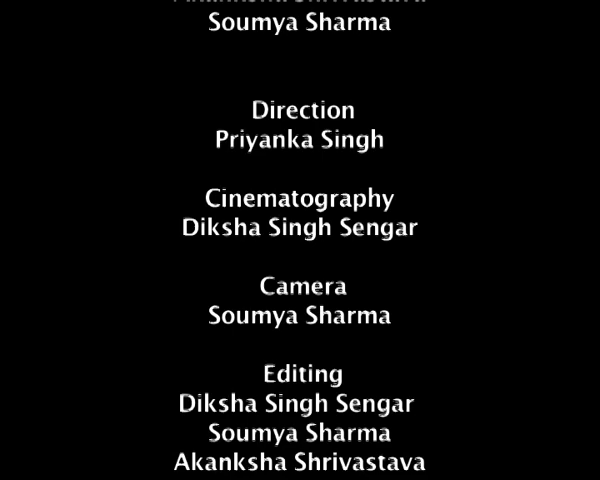 Soumya Sharma
Direction
Priyanka Singh
Cinematography
Diksha Singh Sengar
Camera
Soumya Sharma
Editing
Diksha Singh Sengar
Soumya Sharma
Akanksha Shrivastava